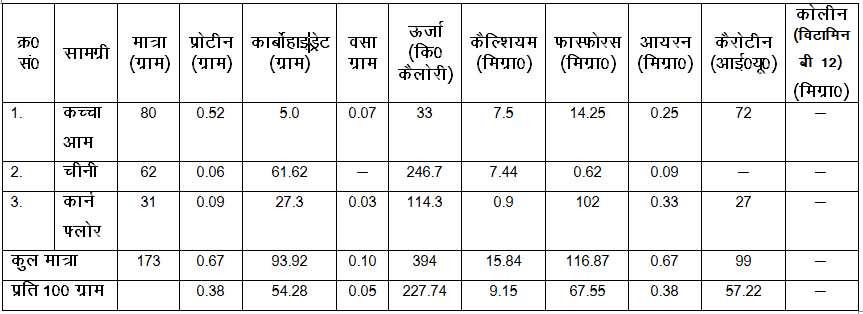 क्र0 सं0 | सामग्री | मात्रा (ग्राम) | प्रोटीन (ग्राम) | कार्बोहाइड्रेट (ग्राम) | वसा ग्राम | ऊर्जा (कि0 कैलोरी) | कैल्शियम (मिग्रा0) | फास्फोरस (मिग्रा0) | आयरन (मिग्रा0) | कैरोटीन (आई0यू0) | कोलीन (विटामिन बी 12) (मिग्रा0)
1. | कच्चा आम | 80 | 0.52 | 5.0 | 0.07 | 33 | 7.5 | 14.25 | 0.25 | 72 | —
2. | चीनी | 62 | 0.06 | 61.62 | — | 246.7 | 7.44 | 0.62 | 0.09 | — | —
3. | कार्न फ्लोर | 31 | 0.09 | 27.3 | 0.03 | 114.3 | 0.9 | 102 | 0.33 | 27 | —
कुल मात्रा | 173 | 0.67 | 93.92 | 0.10 | 394 | 15.84 | 116.87 | 0.67 | 99 | —
प्रति 100 ग्राम | | 0.38 | 54.28 | 0.05 | 227.74 | 9.15 | 67.55 | 0.38 | 57.22 | —